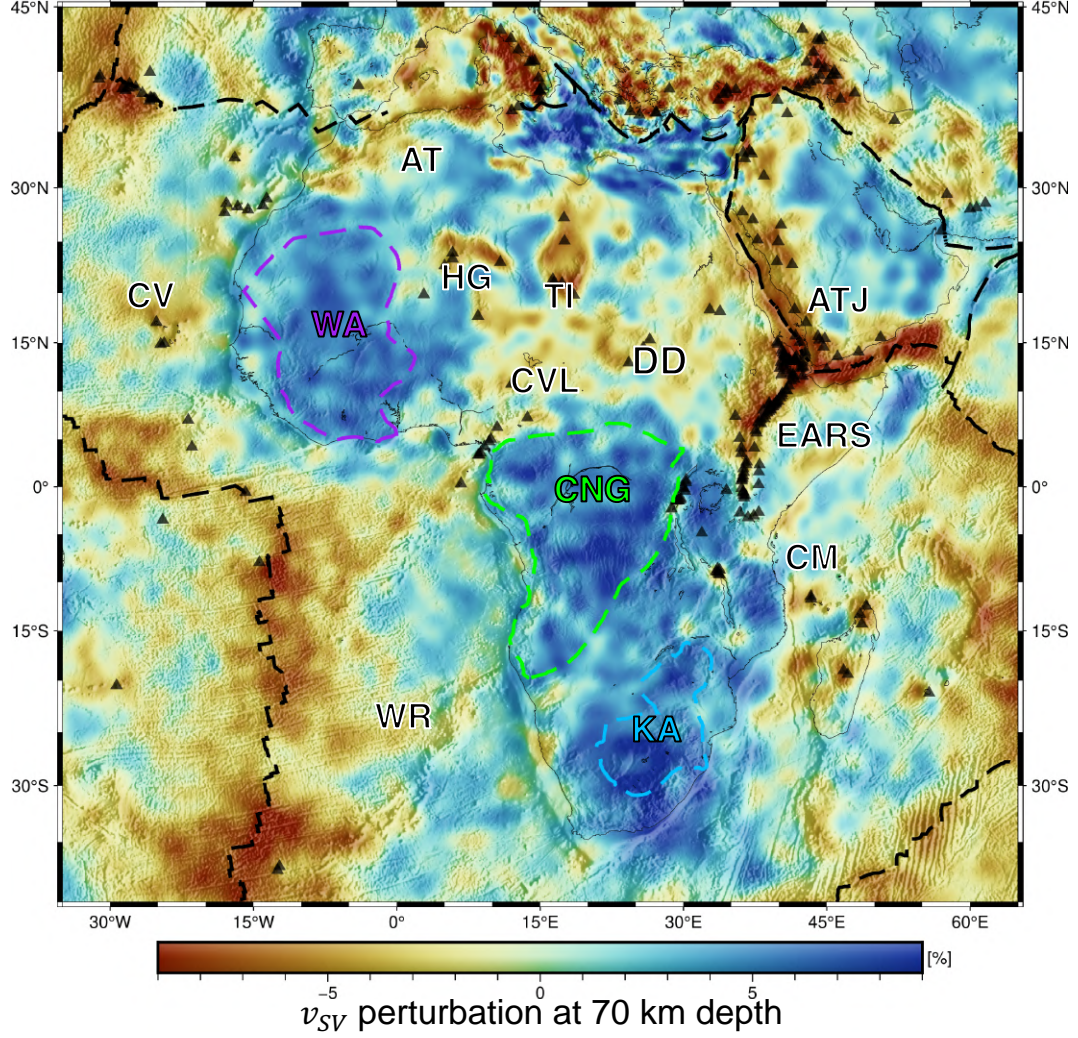 45°N 45°N
AT
30°N 30°N
HG
CV TI ATJ
WA
15°N 15°N
DD
CVL
EARS
0° CNG 0°
CM
15°S 15°S
WR KA
30°S 30°S
30°W 15°W 0° 15°E 30°E 45°E 60°E
[%]
−5 0 5
v_SV perturbation at 70 km depth